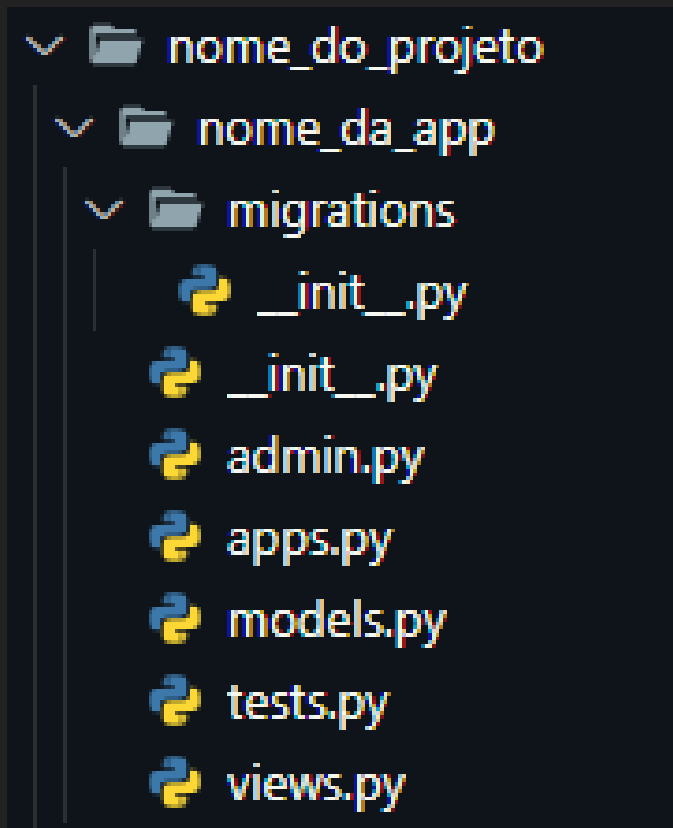 nome_do_projeto
nome_da_app
migrations
__init__.py
__init__.py
admin.py
apps.py
models.py
tests.py
views.py